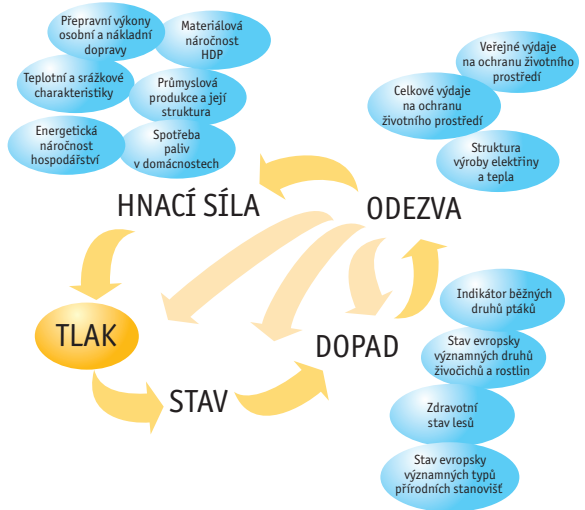 Přepravní výkony
osobní a nákladní
dopravy
Materiálová
náročnost
HDP
Teplotní a srážkové
charakteristiky
Průmyslová
produkce a její
struktura
Energetická
náročnost
hospodářství
Spotřeba
paliv
v domácnostech
Veřejné výdaje
na ochranu životního
prostředí
Celkové výdaje
na ochranu
životního prostředí
Struktura
výroby elektřiny
a tepla
HNACÍ SÍLA
ODEZVA
TLAK
STAV
DOPAD
Indikátor běžných
druhů ptáků
Stav evropsky
významných druhů
živočichů a rostlin
Zdravotní
stav lesů
Stav evropsky
významných typů
přírodních stanovišť